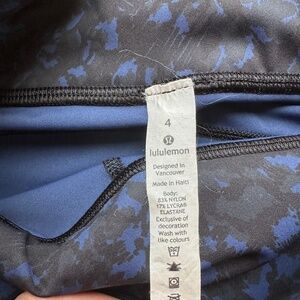 4
lululemon
Designed in
Vancouver
Made in Haiti
Body:
83% NYLON
17% LYCRA®
ELASTANE
Exclusive of
decoration
Wash with
like colours